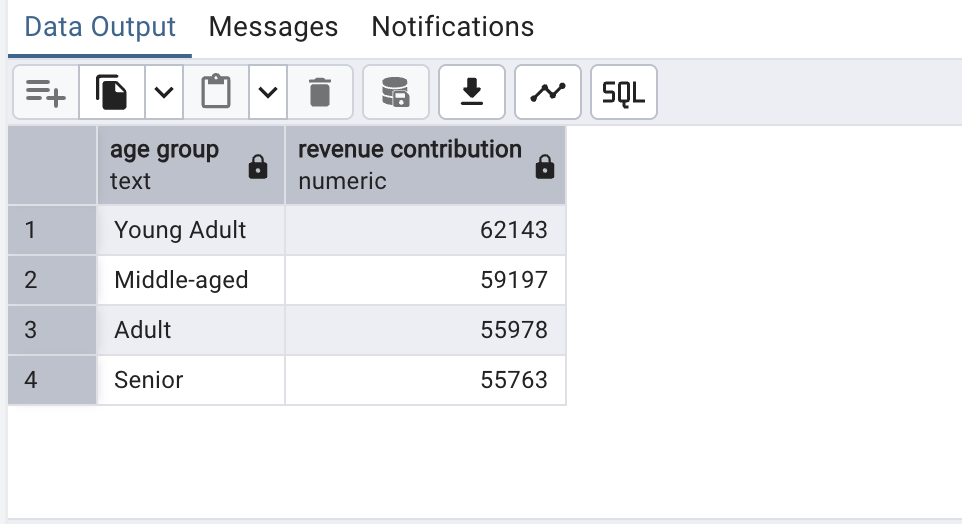 Data Output Messages Notifications
SQL
age group revenue contribution
text numeric
1 Young Adult 62143
2 Middle-aged 59197
3 Adult 55978
4 Senior 55763